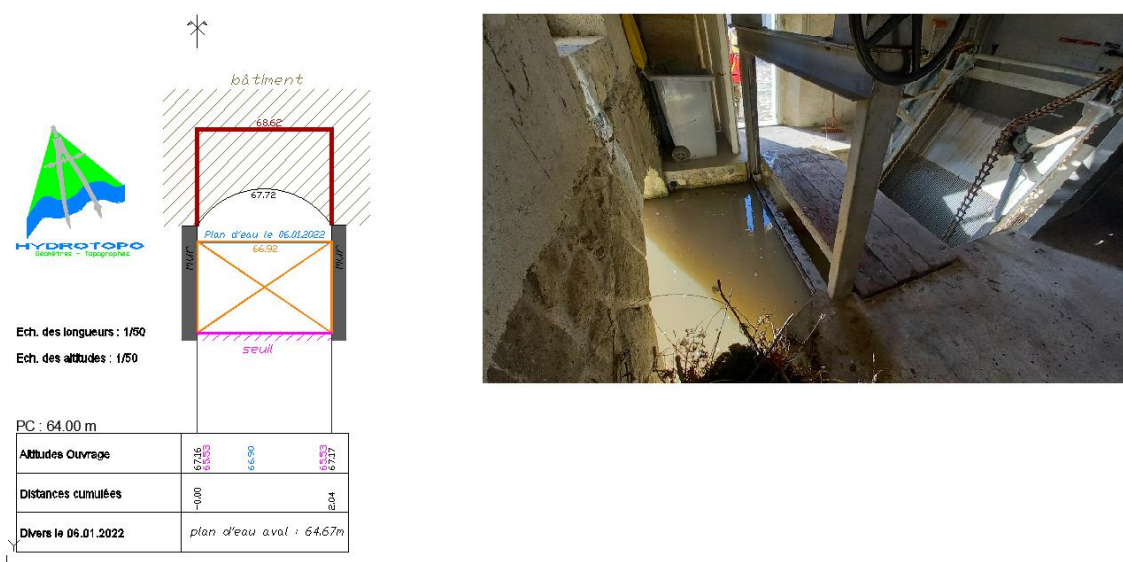 bâtiment
68.62
67.72
Plan d'eau le 06.01.2022
66.92
mur
mur
HYDROTOPO
Géomètres - Topographes
Ech. des longueurs : 1/50
Ech. des altitudes : 1/50
seuil
PC : 64.00 m
Altitudes Ouvrage
67.16
65.53
66.90
65.53
67.17
Distances cumulées
-0.00
2.04
Divers le 06.01.2022
plan d'eau aval : 64.67m
Y